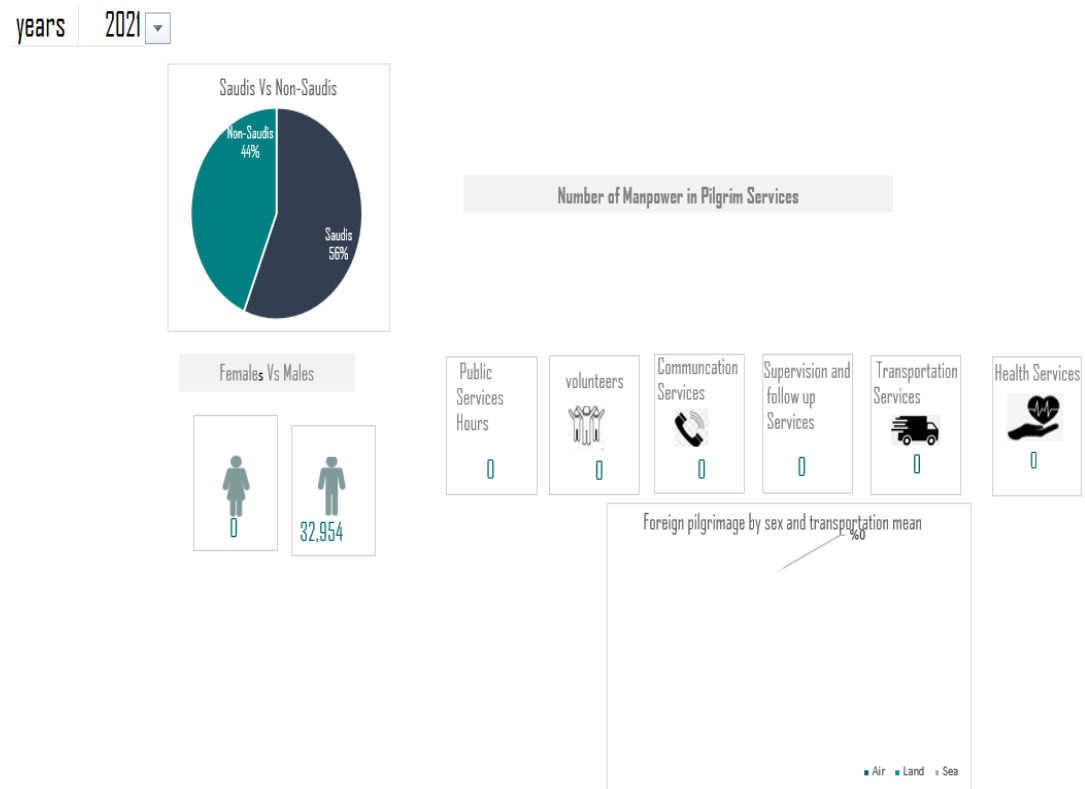 years 2021
Saudis Vs Non-Saudis
Non-Saudis
44%
Saudis
56%
Number of Manpower in Pilgrim Services
Females Vs Males
0
32,954
Public
Services
Hours
0
volunteers
0
Communcation
Services
0
Supervision and
follow up
Services
0
Transportation
Services
0
Health Services
0
Foreign pilgrimage by sex and transportation mean
%0
Air Land Sea